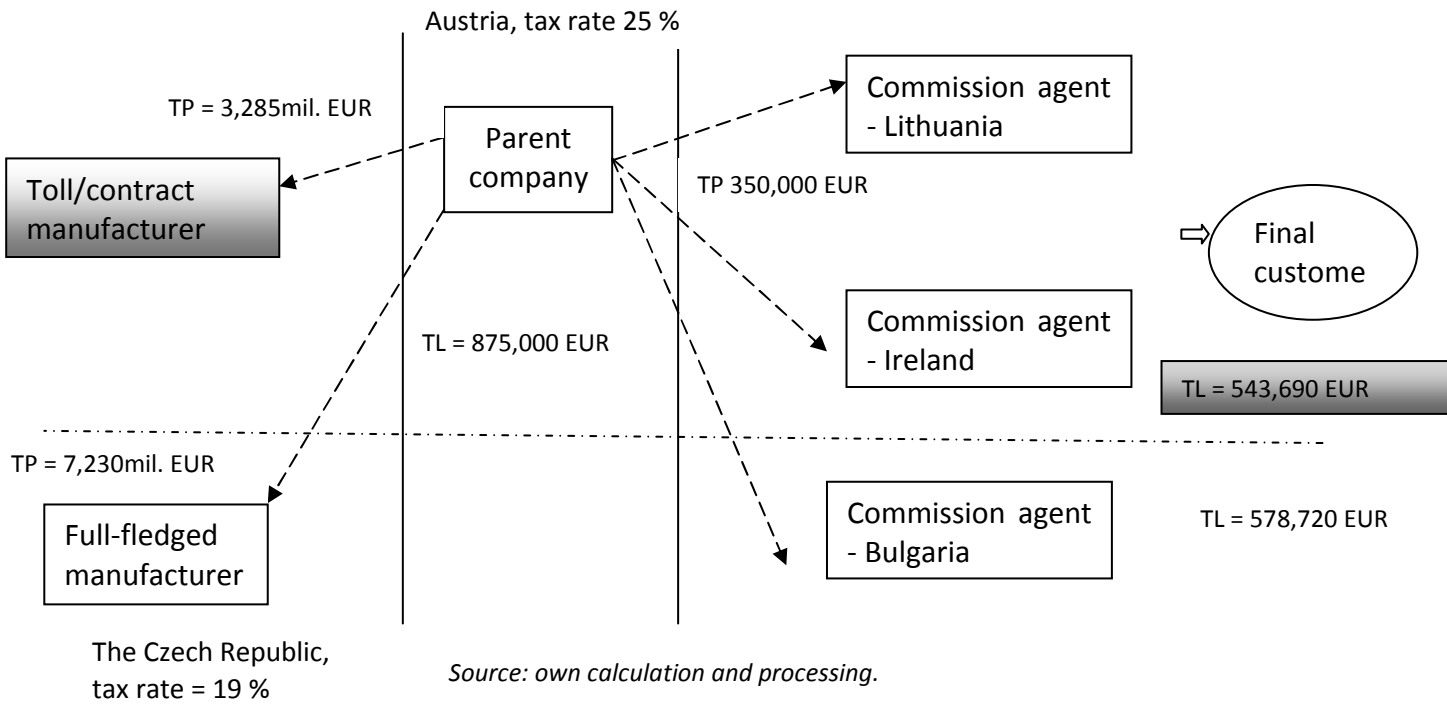 Austria, tax rate 25 %
TP = 3,285mil. EUR
Toll/contract
manufacturer
Parent
company
Commission agent
- Lithuania
TP 350,000 EUR
Final
custome
Commission agent
- Ireland
TL = 875,000 EUR
TL = 543,690 EUR
TP = 7,230mil. EUR
Full-fledged
manufacturer
Commission agent
- Bulgaria
TL = 578,720 EUR
The Czech Republic,
tax rate = 19 %
Source: own calculation and processing.